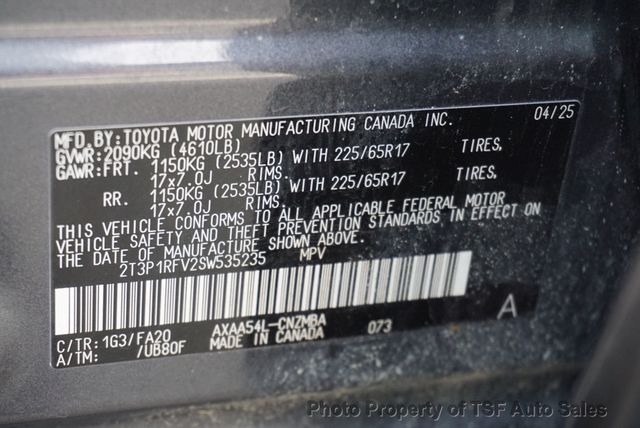 MFD.BY:TOYOTA MOTOR MANUFACTURING CANADA INC. 04/25
GVWR:2090KG (4610LB)
GAWR:FRT. 1150KG (2535LB) WITH 225/65R17 TIRES,
17x7.0J RIMS.
RR. 1150KG (2535LB) WITH 225/65R17 TIRES,
17x7.0J RIMS.
THIS VEHICLE CONFORMS TO ALL APPLICABLE FEDERAL MOTOR
VEHICLE SAFETY AND THEFT PREVENTION STANDARDS IN EFFECT ON
THE DATE OF MANUFACTURE SHOWN ABOVE.
2T3P1RFV2SW535235 MPV
A
C/TR:1G3/FA20 AXAA54L-CNZMBA 073
A/TM: /UB80F MADE IN CANADA
Photo Property of TSF Auto Sales